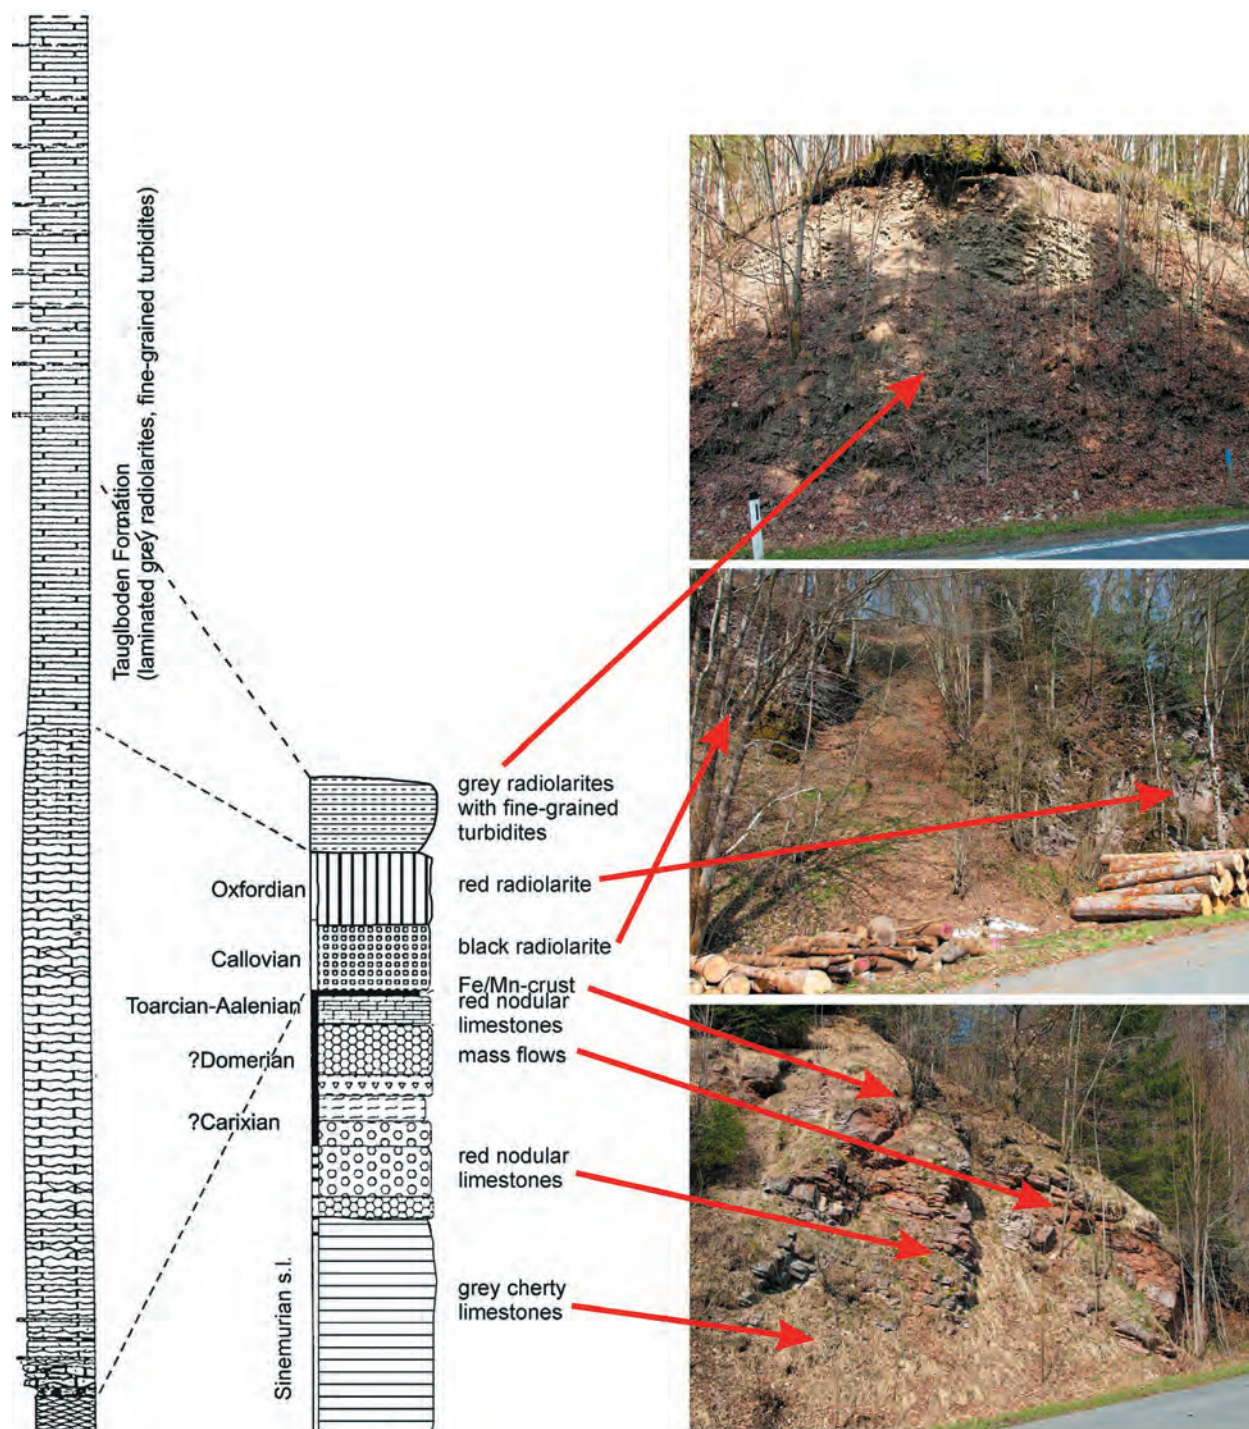 Tauglboden Formation
(laminated grey radiolarites, fine-grained turbidites)
grey radiolarites
with fine-grained
turbidites
Oxfordian
red radiolarite
Callovian
black radiolarite
Fe/Mn-crust
Toarcian-Aalenian
red nodular
limestones
?Domerian
mass flows
?Carixian
red nodular
limestones
Sinemurian s.l.
grey cherty
limestones